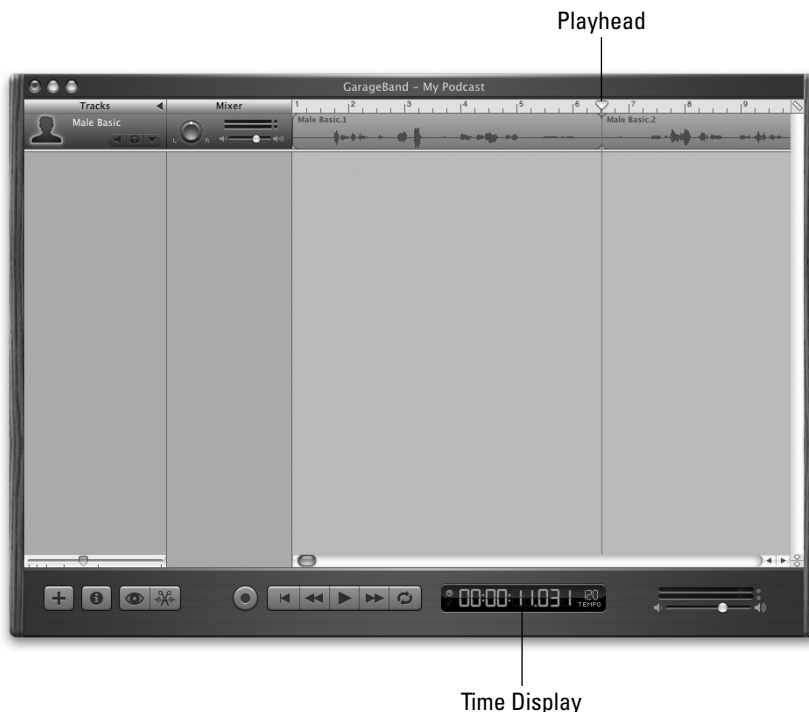 Playhead
GarageBand – My Podcast
Tracks
Mixer
1 2 3 4 5 6 7 8 9
Male Basic
Male Basic.1
Male Basic.2
L
R
00:00:11.031
120
TEMPO
Time Display